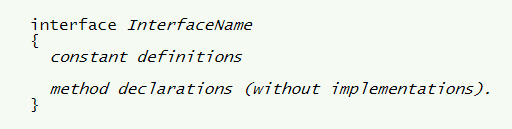 interface InterfaceName
{
constant definitions
method declarations (without implementations).
}